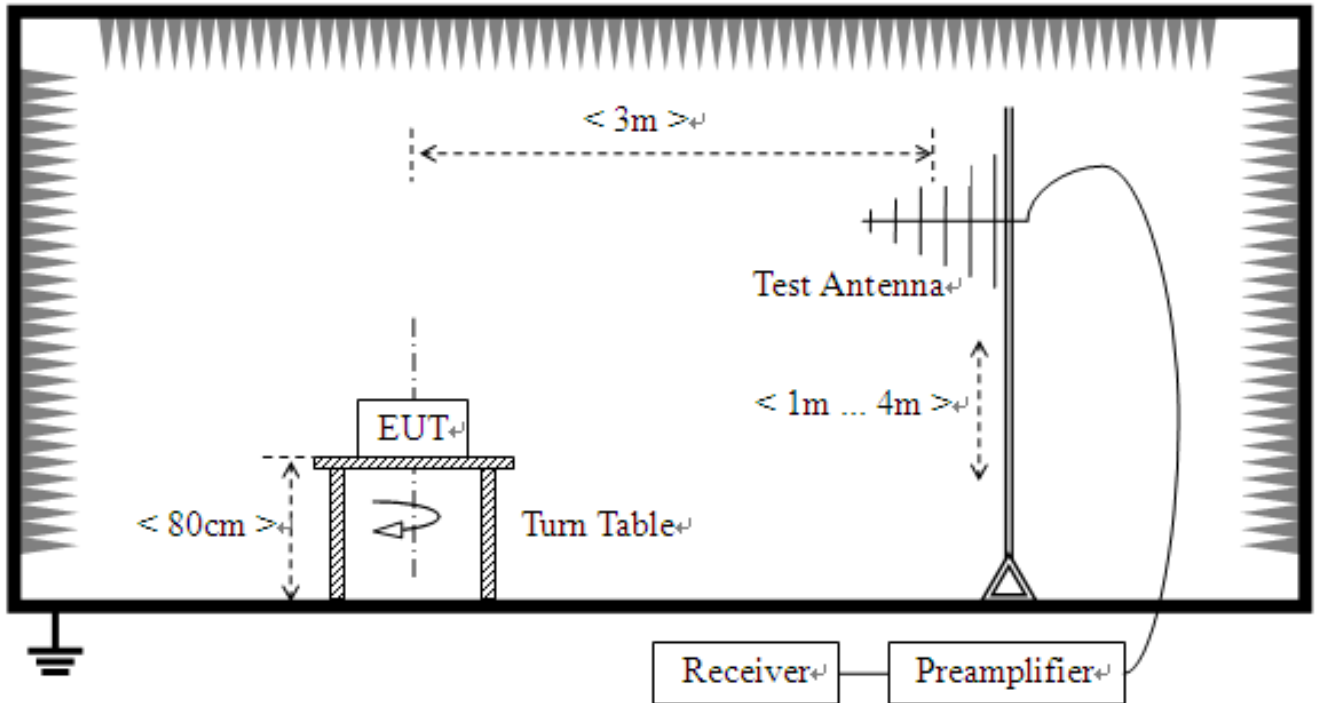 < 3m >↵
Test Antenna↵
< 1m ... 4m >↵
EUT↵
< 80cm >↵
Turn Table↵
Receiver↵
Preamplifier↵